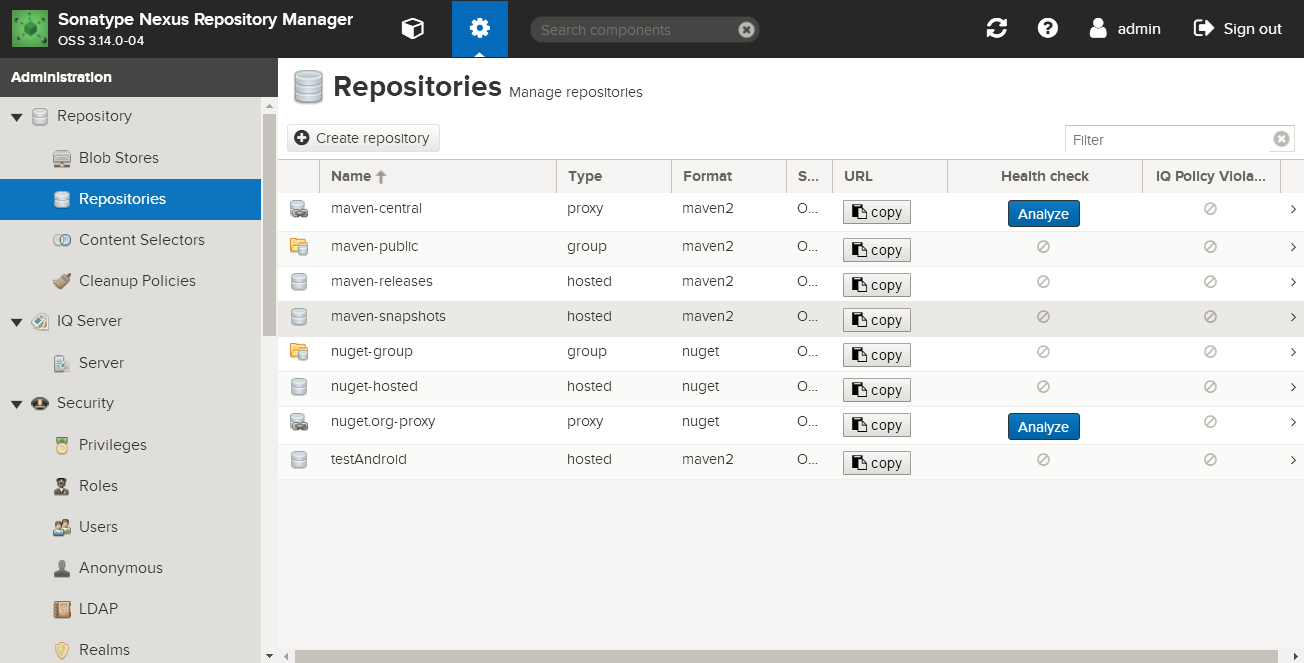 Sonatype Nexus Repository Manager
OSS 3.14.0-04
Search components
admin
Sign out
Administration
Repository
Blob Stores
Repositories
Content Selectors
Cleanup Policies
IQ Server
Server
Security
Privileges
Roles
Users
Anonymous
LDAP
Realms
Repositories Manage repositories
Create repository
Filter
Name Type Format S... URL Health check IQ Policy Viola...
maven-central proxy maven2 O... copy Analyze
maven-public group maven2 O... copy
maven-releases hosted maven2 O... copy
maven-snapshots hosted maven2 O... copy
nuget-group group nuget O... copy
nuget-hosted hosted nuget O... copy
nuget.org-proxy proxy nuget O... copy Analyze
testAndroid hosted maven2 O... copy